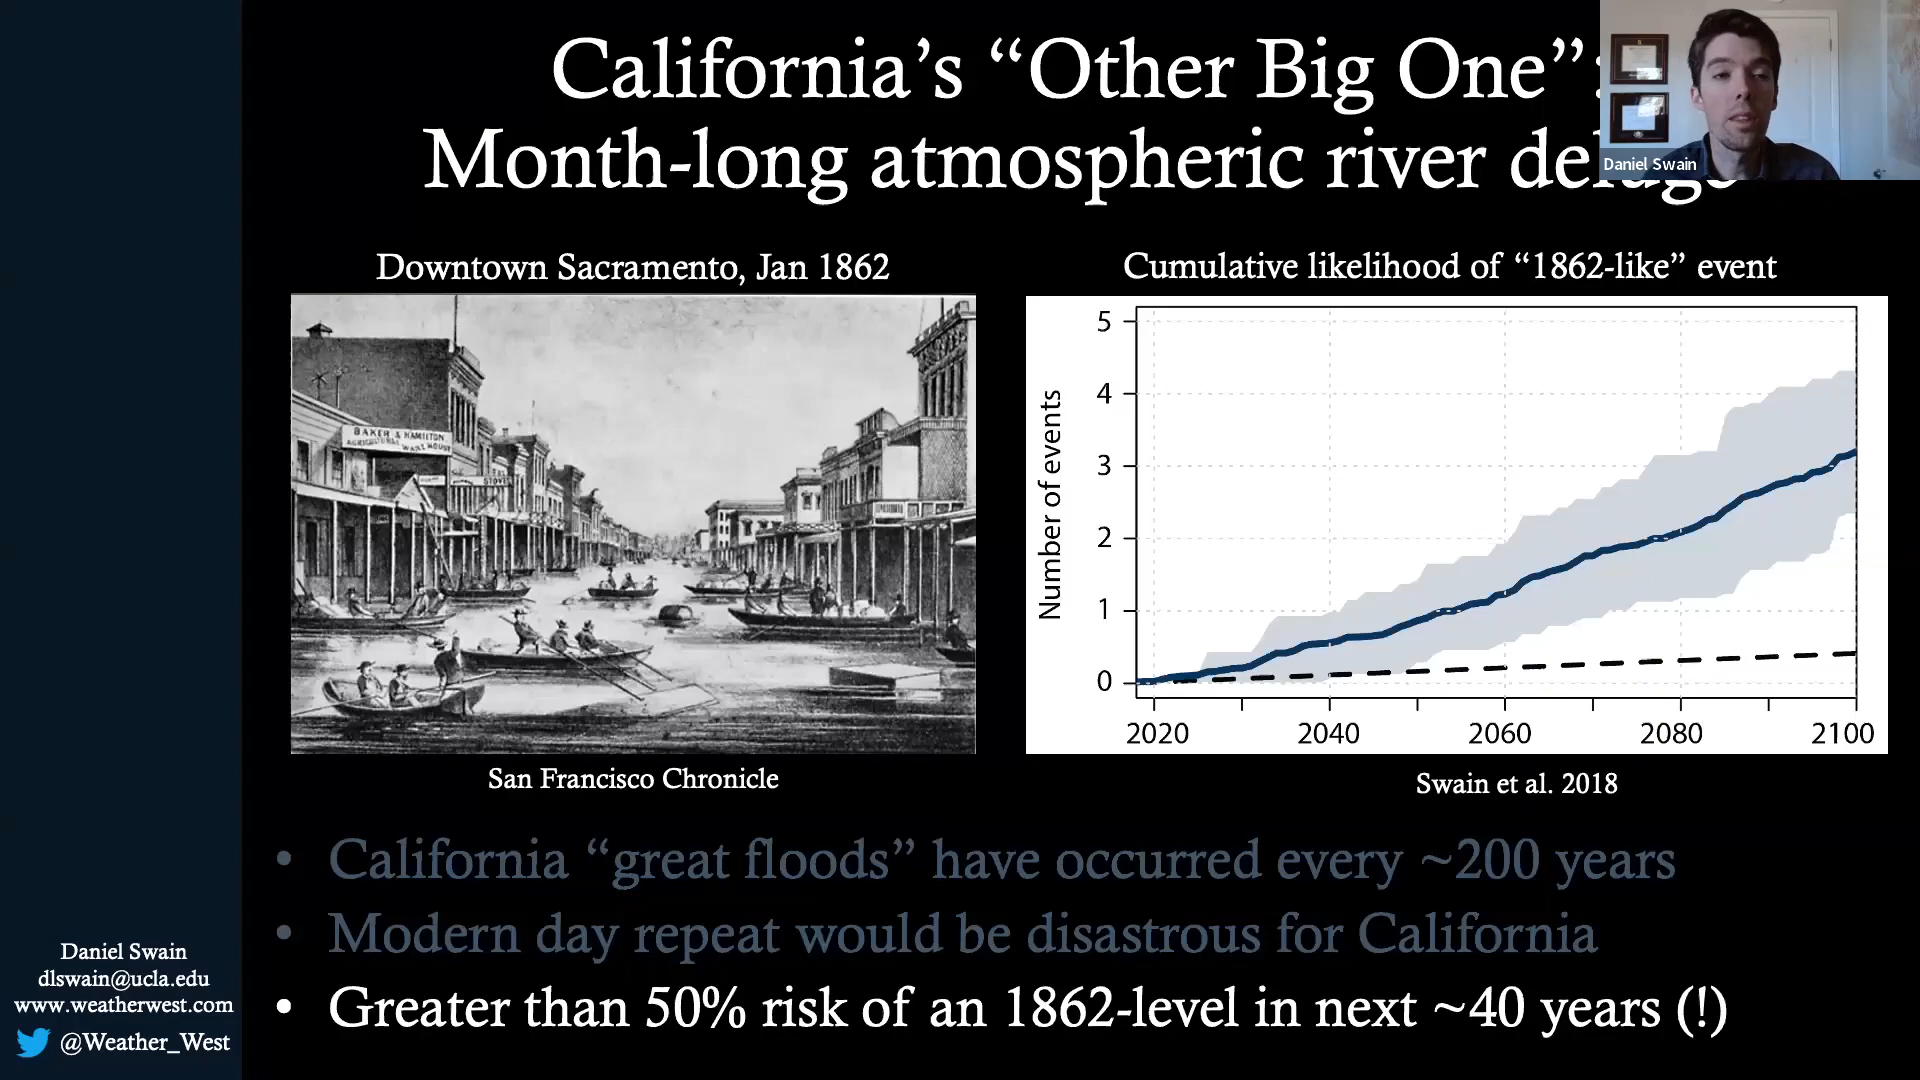 California's “Other Big One”:
Month-long atmospheric river deluge
Daniel Swain
Downtown Sacramento, Jan 1862
Cumulative likelihood of “1862-like” event
BAKER & HAMILTON
AGRICULTURAL WAREHOUSE
STOVES
San Francisco Chronicle
Number of events
5
4
3
2
1
0
2020 2040 2060 2080 2100
Swain et al. 2018
• California “great floods” have occurred every ~200 years
• Modern day repeat would be disastrous for California
• Greater than 50% risk of an 1862-level in next ~40 years (!)
Daniel Swain
dlswain@ucla.edu
www.weatherwest.com
@Weather_West